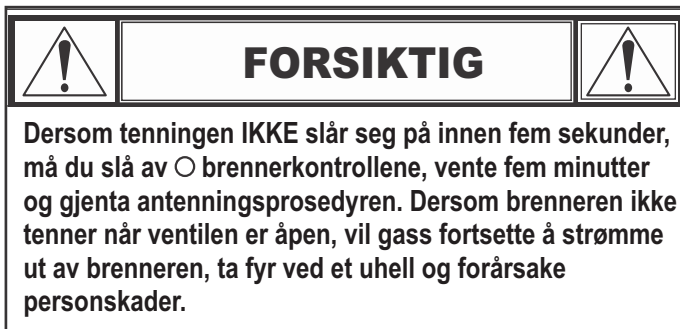 FORSIKTIG
Dersom tenningen IKKE slår seg på innen fem sekunder,
må du slå av ○ brennerkontrollene, vente fem minutter
og gjenta antenningsprosedyren. Dersom brenneren ikke
tenner når ventilen er åpen, vil gass fortsette å strømme
ut av brenneren, ta fyr ved et uhell og forårsake
personskader.